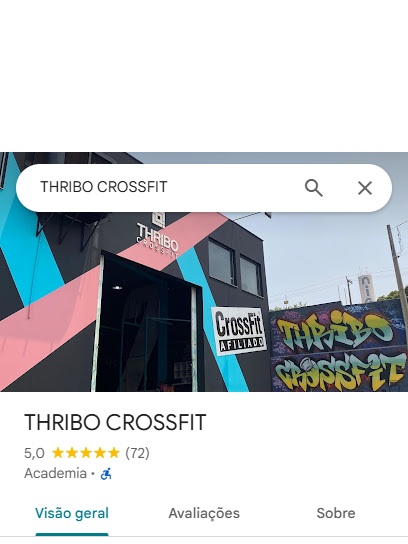 THRIBO CROSSFIT
THRIBO
CROSSFIT
CrossFit
AFILIADO
THRIBO
CROSSFIT
THRIBO CROSSFIT
5,0 (72)
Academia •
Visão geral Avaliações Sobre